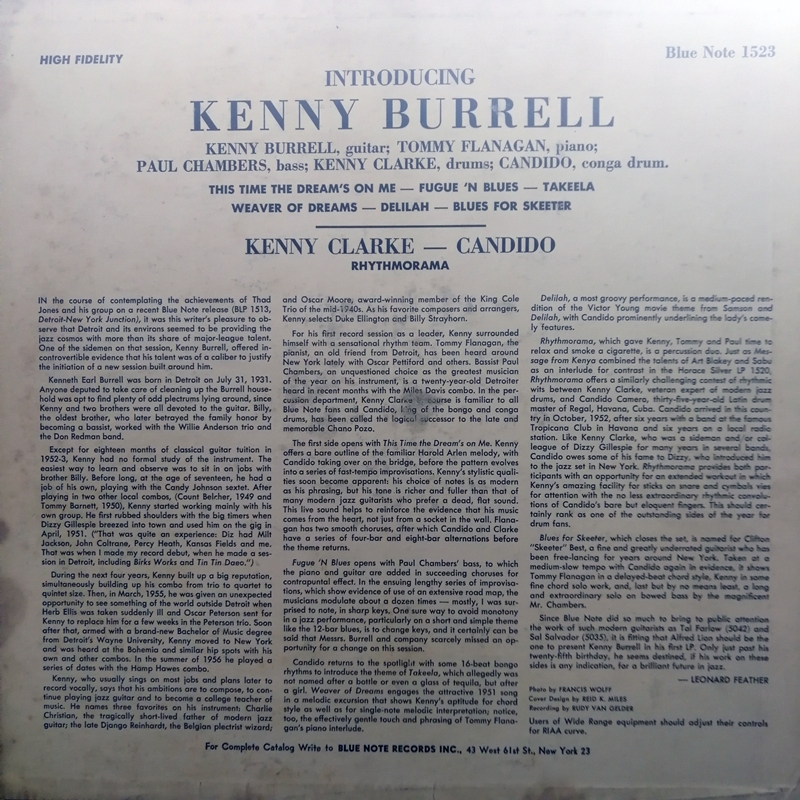 HIGH FIDELITY
Blue Note 1523
INTRODUCING
KENNY BURRELL
KENNY BURRELL, guitar; TOMMY FLANAGAN, piano;
PAUL CHAMBERS, bass; KENNY CLARKE, drums; CANDIDO, conga drum.
THIS TIME THE DREAM'S ON ME — FUGUE 'N BLUES — TAKEELA
WEAVER OF DREAMS — DELILAH — BLUES FOR SKEETER
KENNY CLARKE — CANDIDO
RHYTHMORAMA
IN the course of contemplating the achievements of Thad
Jones and his group on a recent Blue Note release (BLP 1513,
Detroit-New York Junction), it was this writer's pleasure to ob-
serve that Detroit and its environs seemed to be providing the
jazz cosmos with more than its share of major-league talent.
One of the sidemen on that session, Kenny Burrell, offered in-
controvertible evidence that his talent was of a caliber to justify
the initiation of a new session built around him.
Kenneth Earl Burrell was born in Detroit on July 31, 1931.
Anyone deputed to take care of cleaning up the Burrell house-
hold was apt to find plenty of odd plectrums lying around, since
Kenny and two brothers were all devoted to the guitar. Billy,
the oldest brother, who later betrayed the family honor by
becoming a bassist, worked with the Willie Anderson trio and
the Don Redman band.
Except for eighteen months of classical guitar tuition in
1952-3, Kenny had no formal study of the instrument. The
easiest way to learn and observe was to sit in on jobs with
brother Billy. Before long, at the age of seventeen, he had a
job of his own, playing with the Candy Johnson sextet. After
playing in two other local combos, (Count Belcher, 1949 and
Tommy Barnett, 1950), Kenny started working mainly with his
own group. He first rubbed shoulders with the big timers when
Dizzy Gillespie breezed into town and used him on the gig in
April, 1951. ("That was quite an experience: Diz had Milt
Jackson, John Coltrane, Percy Heath, Kansas Fields and me.
That was when I made my record debut, when he made a ses-
sion in Detroit, including Birks Works and Tin Tin Daeo.")
During the next four years, Kenny built up a big reputation,
simultaneously building up his combo from trio to quartet to
quintet size. Then, in March, 1955, he was given an unexpected
opportunity to see something of the world outside Detroit when
Herb Ellis was taken suddenly ill and Oscar Peterson sent for
Kenny to replace him for a few weeks in the Peterson trio. Soon
after that, armed with a brand-new Bachelor of Music degree
from Detroit's Wayne University, Kenny moved to New York
and was heard at the Bohemia and similar hip spots with his
own and other combos. In the summer of 1956 he played a
series of dates with the Hamp Hawes combo.
Kenny, who usually sings on most jobs and plans later to
record vocally, says that his ambitions are to compose, to con-
tinue playing jazz guitar and to become a college teacher of
music. He names three favorites on his instrument: Charlie
Christian, the tragically short-lived father of modern jazz
guitar; the late Django Reinhardt, the Belgian plectrist wizard;
and Oscar Moore, award-winning member of the King Cole
Trio of the mid-1940s. As his favorite composers and arrangers,
Kenny selects Duke Ellington and Billy Strayhorn.
For his first record session as a leader, Kenny surrounded
himself with a sensational rhythm team. Tommy Flanagan, the
pianist, an old friend from Detroit, has been heard around
New York lately with Oscar Pettiford and others. Bassist Paul
Chambers, an unquestioned choice as the greatest musician
of the year on his instrument, is a twenty-year-old Detroiter
heard in recent months with the Miles Davis combo. In the per-
cussion department, Kenny Clarke course is familiar to all
Blue Note fans and Candido, king of the bongo and conga
drums, has been called the logical successor to the late and
memorable Chano Pozo.
The first side opens with This Time the Dream's on Me. Kenny
offers a bare outline of the familiar Harold Arlen melody, with
Candido taking over on the bridge, before the pattern evolves
into a series of fast-tempo improvisations. Kenny's stylistic quali-
ties soon become apparent: his choice of notes is as modern
as his phrasing, but his tone is richer and fuller than that of
many modern jazz guitarists who prefer a dead, flat sound.
This live sound helps to reinforce the evidence that his music
comes from the heart, not just from a socket in the wall. Flana-
gan has two smooth choruses, after which Candido and Clarke
have a series of four-bar and eight-bar alternations before
the theme returns.
Fugue 'N Blues opens with Paul Chambers' bass, to which
the piano and guitar are added in succeeding choruses for
contrapuntal effect. In the ensuing lengthy series of improvisa-
tions, which show evidence of use of an extensive road map, the
musicians modulate about a dozen times — mostly, I was sur-
prised to note, in sharp keys. One sure way to avoid monotony
in a jazz performance, particularly on a short and simple theme
like the 12-bar blues, is to change keys, and it certainly can be
said that Messrs. Burrell and company scarcely missed an op-
portunity for a change on this session.
Candido returns to the spotlight with some 16-beat bongo
rhythms to introduce the theme of Takeela, which allegedly was
not named after a bottle or even a glass of tequila, but after
a girl. Weaver of Dreams engages the attractive 1951 song
in a melodic excursion that shows Kenny's aptitude for chord
style as well as for single-note melodic interpretation; notice,
too, the effectively gentle touch and phrasing of Tommy Flana-
gan's piano interlude.
Delilah, a most groovy performance, is a medium-paced ren-
dition of the Victor Young movie theme from Samson and
Delilah, with Candido prominently underlining the lady's come-
ly features.
Rhythmorama, which gave Kenny, Tommy and Paul time to
relax and smoke a cigarette, is a percussion duo. Just as Mes-
sage from Kenya combined the talents of Art Blakey and Sabu
as an interlude for contrast in the Horace Silver LP 1520,
Rhythmorama offers a similarly challenging contest of rhythmic
wits between Kenny Clarke, veteran expert of modern jazz
drums, and Candido Camero, thirty-five-year-old Latin drum
master of Regal, Havana, Cuba. Candido arrived in this coun-
try in October, 1952, after six years with a band at the famous
Tropicana Club in Havana and six years on a local radio
station. Like Kenny Clarke, who was a sideman and or col-
league of Dizzy Gillespie for many years in several bands,
Candido owes some of his fame to Dizzy, who introduced him
to the jazz set in New York. Rhythmorama provides both par-
ticipants with an opportunity for an extended workout in which
Kenny's amazing facility for sticks on snare and cymbals vies
for attention with the no less extraordinary rhythmic convolu-
tions of Candido's bare but eloquent fingers. This should cer-
tainly rank as one of the outstanding sides of the year for
drum fans.
Blues for Skeeter, which closes the set, is named for Clifton
"Skeeter" Best, a fine and greatly underrated guitarist who has
been free-lancing for years around New York. Taken at a
medium-slow tempo with Candido again in evidence, it shows
Tommy Flanagan in a delayed-beat chord style, Kenny in some
fine chord solo work, and, last but by no means least, a long
and extraordinary solo on bowed bass by the magnificent
Mr. Chambers.
Since Blue Note did so much to bring to public attention
the work of such modern guitarists as Tal Farlow (5042) and
Sal Salvador (5035), it is fitting that Alfred Lion should be the
one to present Kenny Burrell in his first LP. Only just past his
twenty-fifth birthday, he seems destined, if his work on these
sides is any indication, for a brilliant future in jazz.
— LEONARD FEATHER
Photo by FRANCIS WOLFF
Cover Design by REID K. MILES
Recording by RUDY VAN GELDER
Users of Wide Range equipment should adjust their controls
for RIAA curve.
For Complete Catalog Write to BLUE NOTE RECORDS INC., 43 West 61st St., New York 23